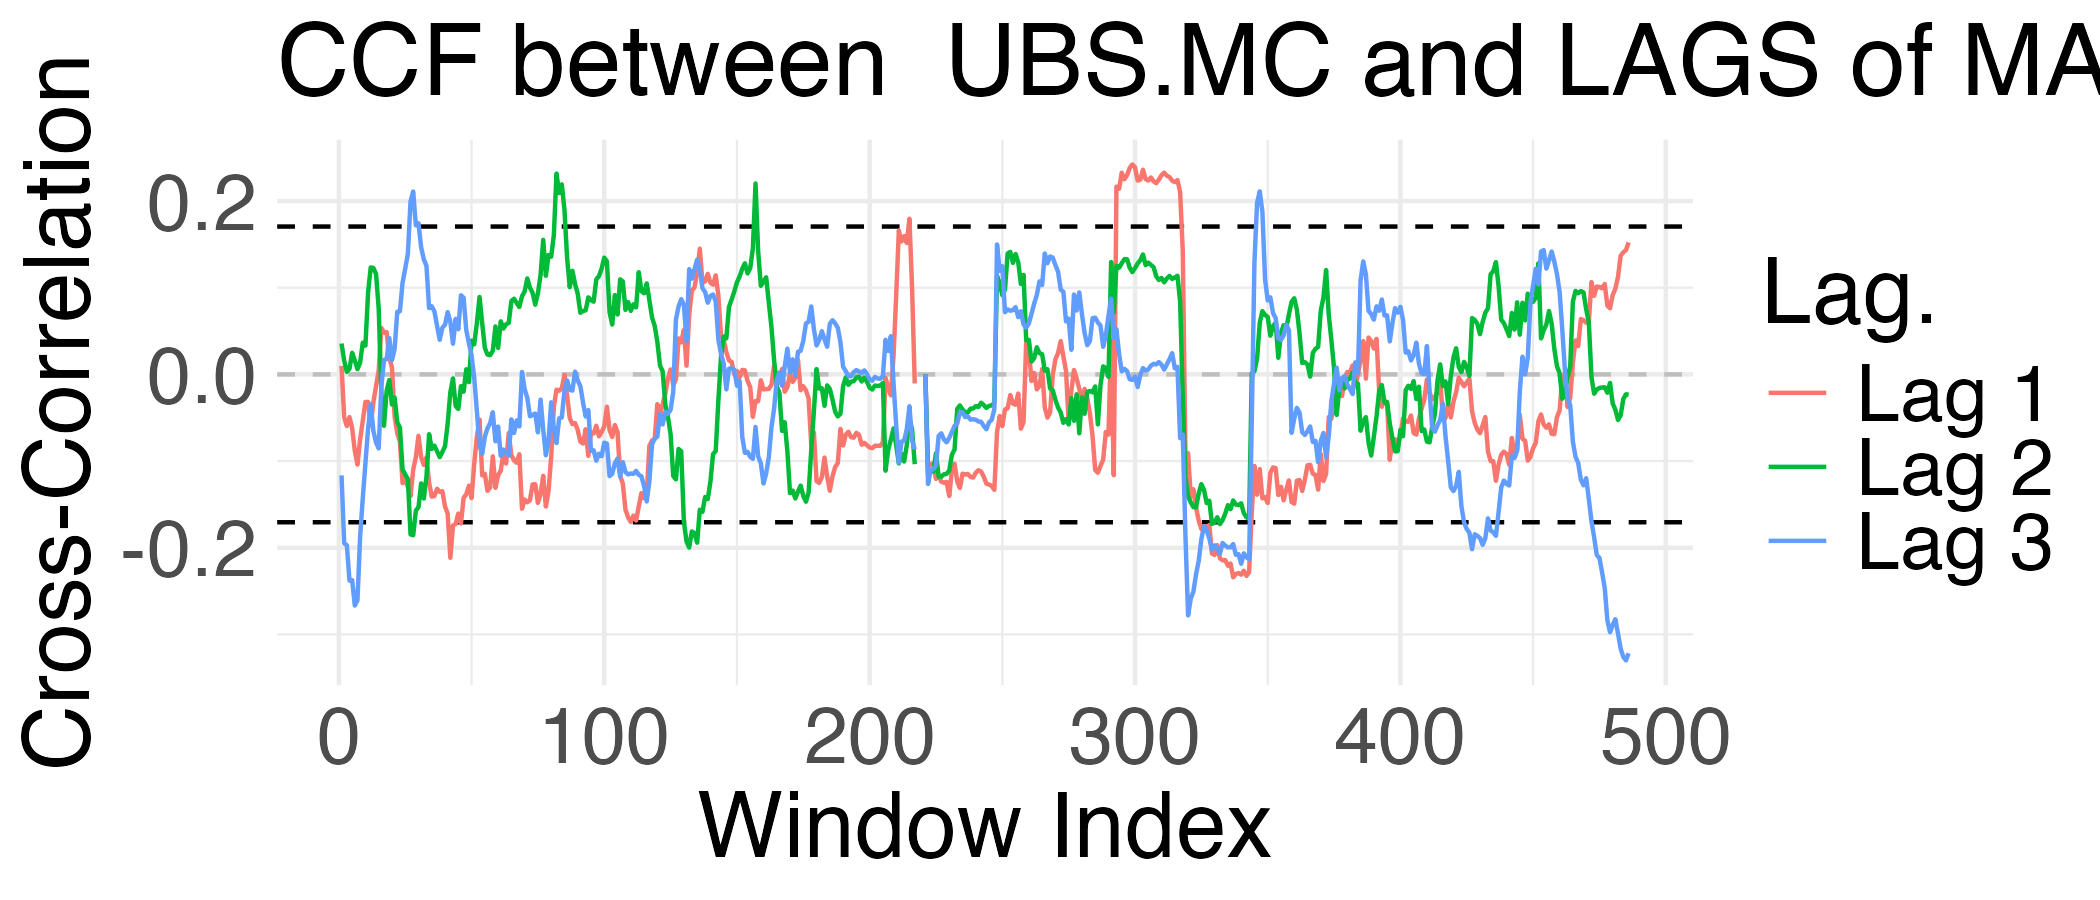 CCF between  UBS.MC and LAGS of MA
Cross-Correlation
0.2
0.0
-0.2
0
100
200
300
400
500
Window Index
Lag.
Lag 1
Lag 2
Lag 3